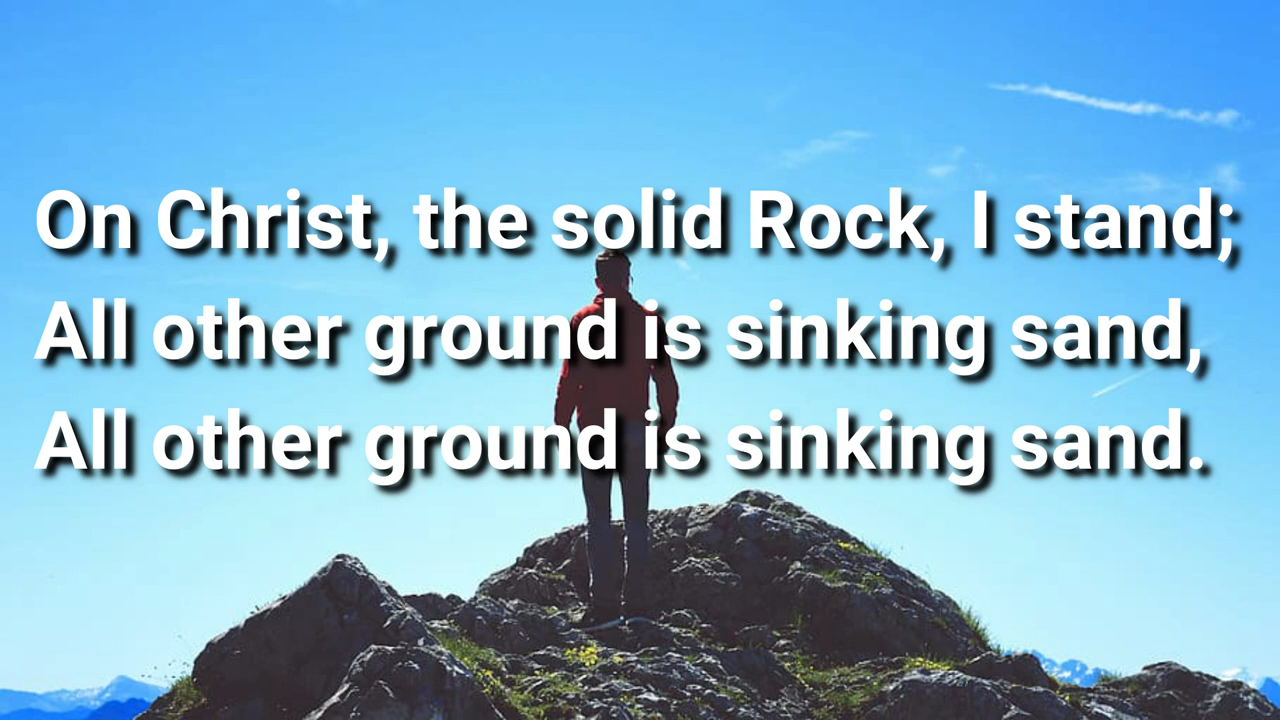 On Christ, the solid Rock, I stand;
All other ground is sinking sand,
All other ground is sinking sand.